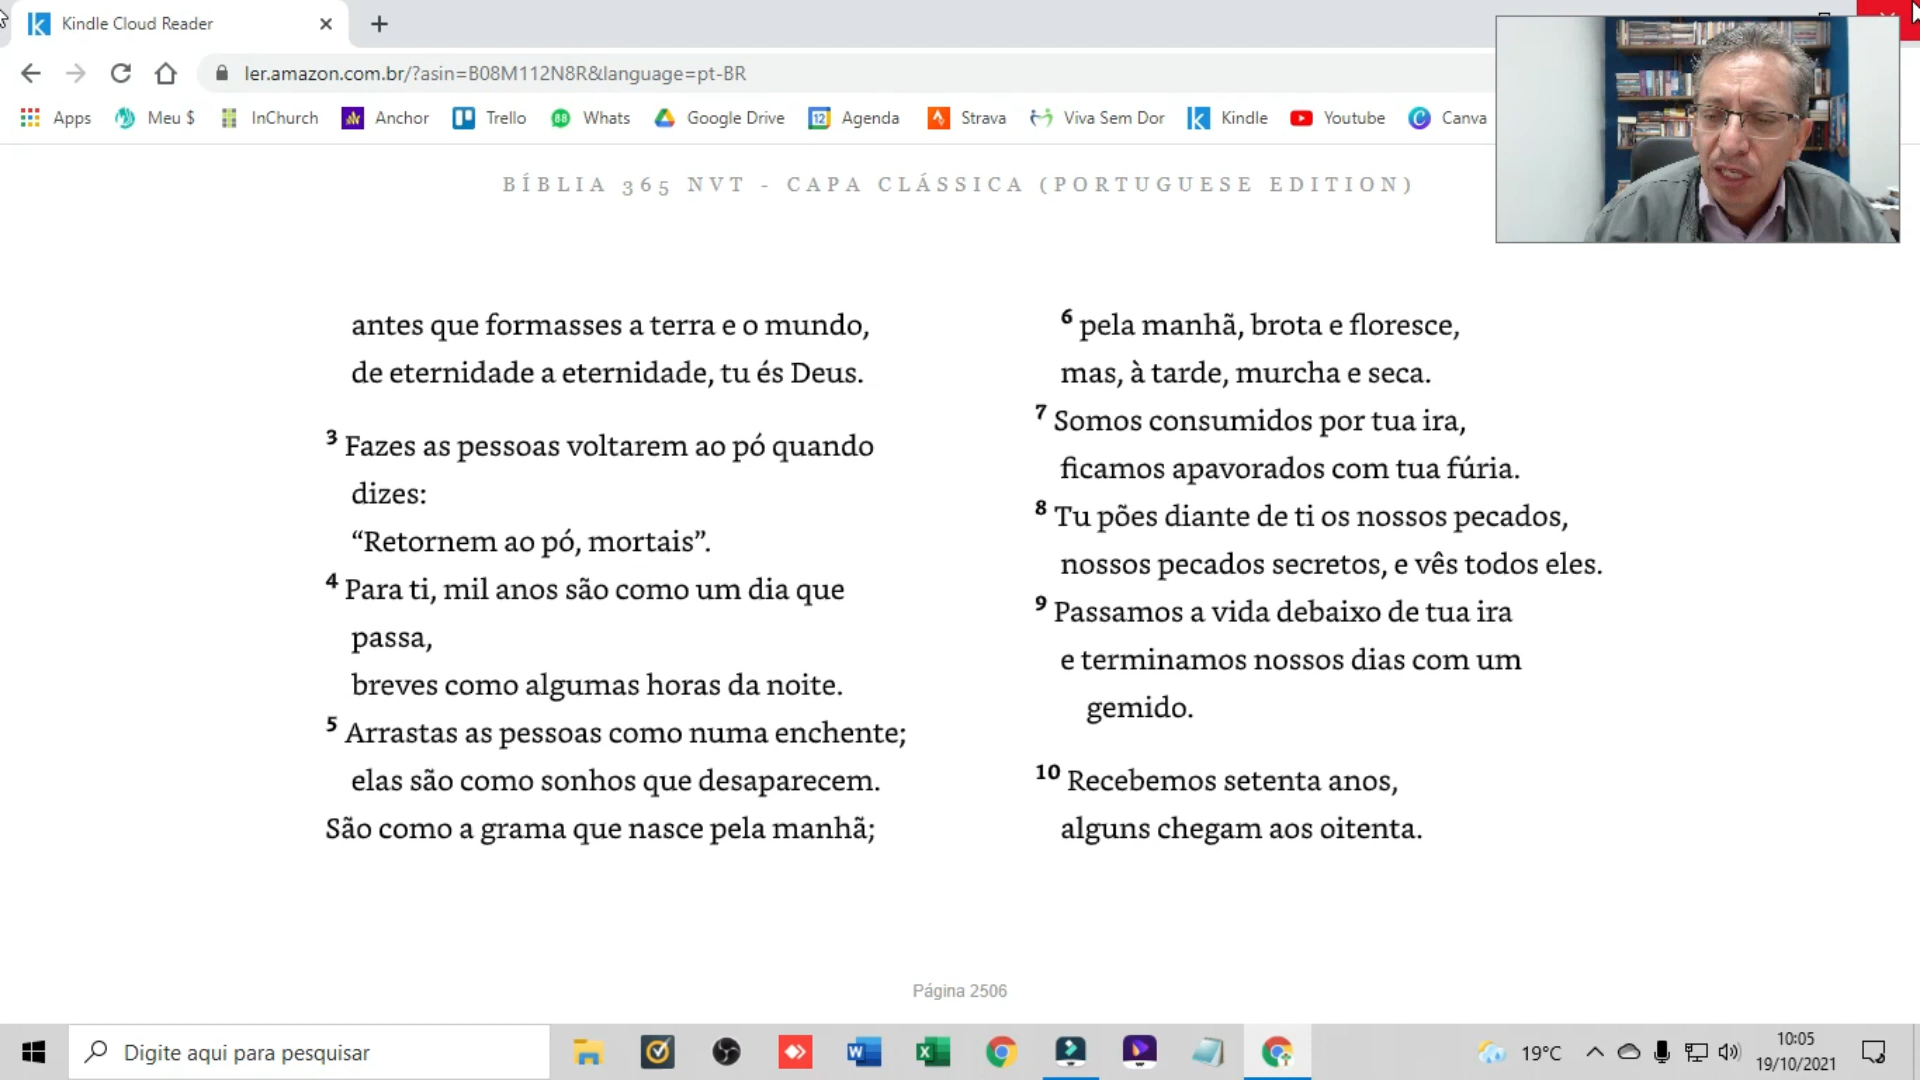 Kindle Cloud Reader
ler.amazon.com.br/?asin=B08M112N8R&language=pt-BR
Apps Meu $ InChurch Anchor Trello Whats Google Drive 12 Agenda Strava Viva Sem Dor Kindle Youtube Canva
BÍBLIA 365 NVT - CAPA CLÁSSICA (PORTUGUESE EDITION)
antes que formasses a terra e o mundo,
de eternidade a eternidade, tu és Deus.
3 Fazes as pessoas voltarem ao pó quando
dizes:
“Retornem ao pó, mortais”.
4 Para ti, mil anos são como um dia que
passa,
breves como algumas horas da noite.
5 Arrastas as pessoas como numa enchente;
elas são como sonhos que desaparecem.
São como a grama que nasce pela manhã;
6 pela manhã, brota e floresce,
mas, à tarde, murcha e seca.
7 Somos consumidos por tua ira,
ficamos apavorados com tua fúria.
8 Tu pões diante de ti os nossos pecados,
nossos pecados secretos, e vês todos eles.
9 Passamos a vida debaixo de tua ira
e terminamos nossos dias com um
gemido.
10 Recebemos setenta anos,
alguns chegam aos oitenta.
Página 2506
Digite aqui para pesquisar
19°C
10:05
19/10/2021